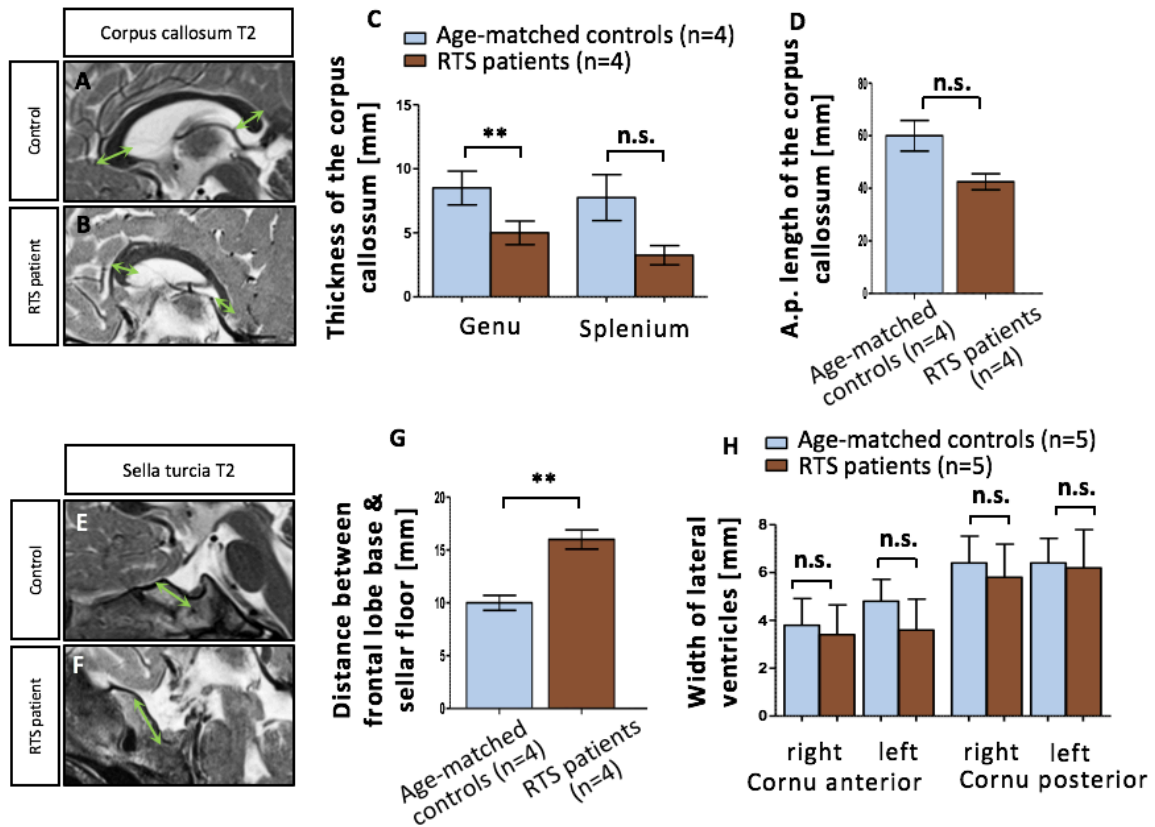 Corpus callosum T2
Control
A
RTS patient
B
C
Age-matched controls (n=4)
RTS patients (n=4)
Thickness of the corpus
callossum [mm]
15
10
5
0
**
n.s.
Genu
Splenium
D
A.p. length of the corpus
callossum [mm]
80
60
40
20
0
n.s.
Age-matched
controls (n=4)
RTS patients
(n=4)
Sella turcia T2
Control
E
RTS patient
F
G
Distance between
frontal lobe base &
sellar floor [mm]
20
15
10
5
0
**
Age-matched
controls (n=4)
RTS patients
(n=4)
H
Age-matched controls (n=5)
RTS patients (n=5)
Width of lateral
ventricles [mm]
8
6
4
2
0
n.s.
n.s.
n.s.
n.s.
right
left
right
left
Cornu anterior
Cornu posterior